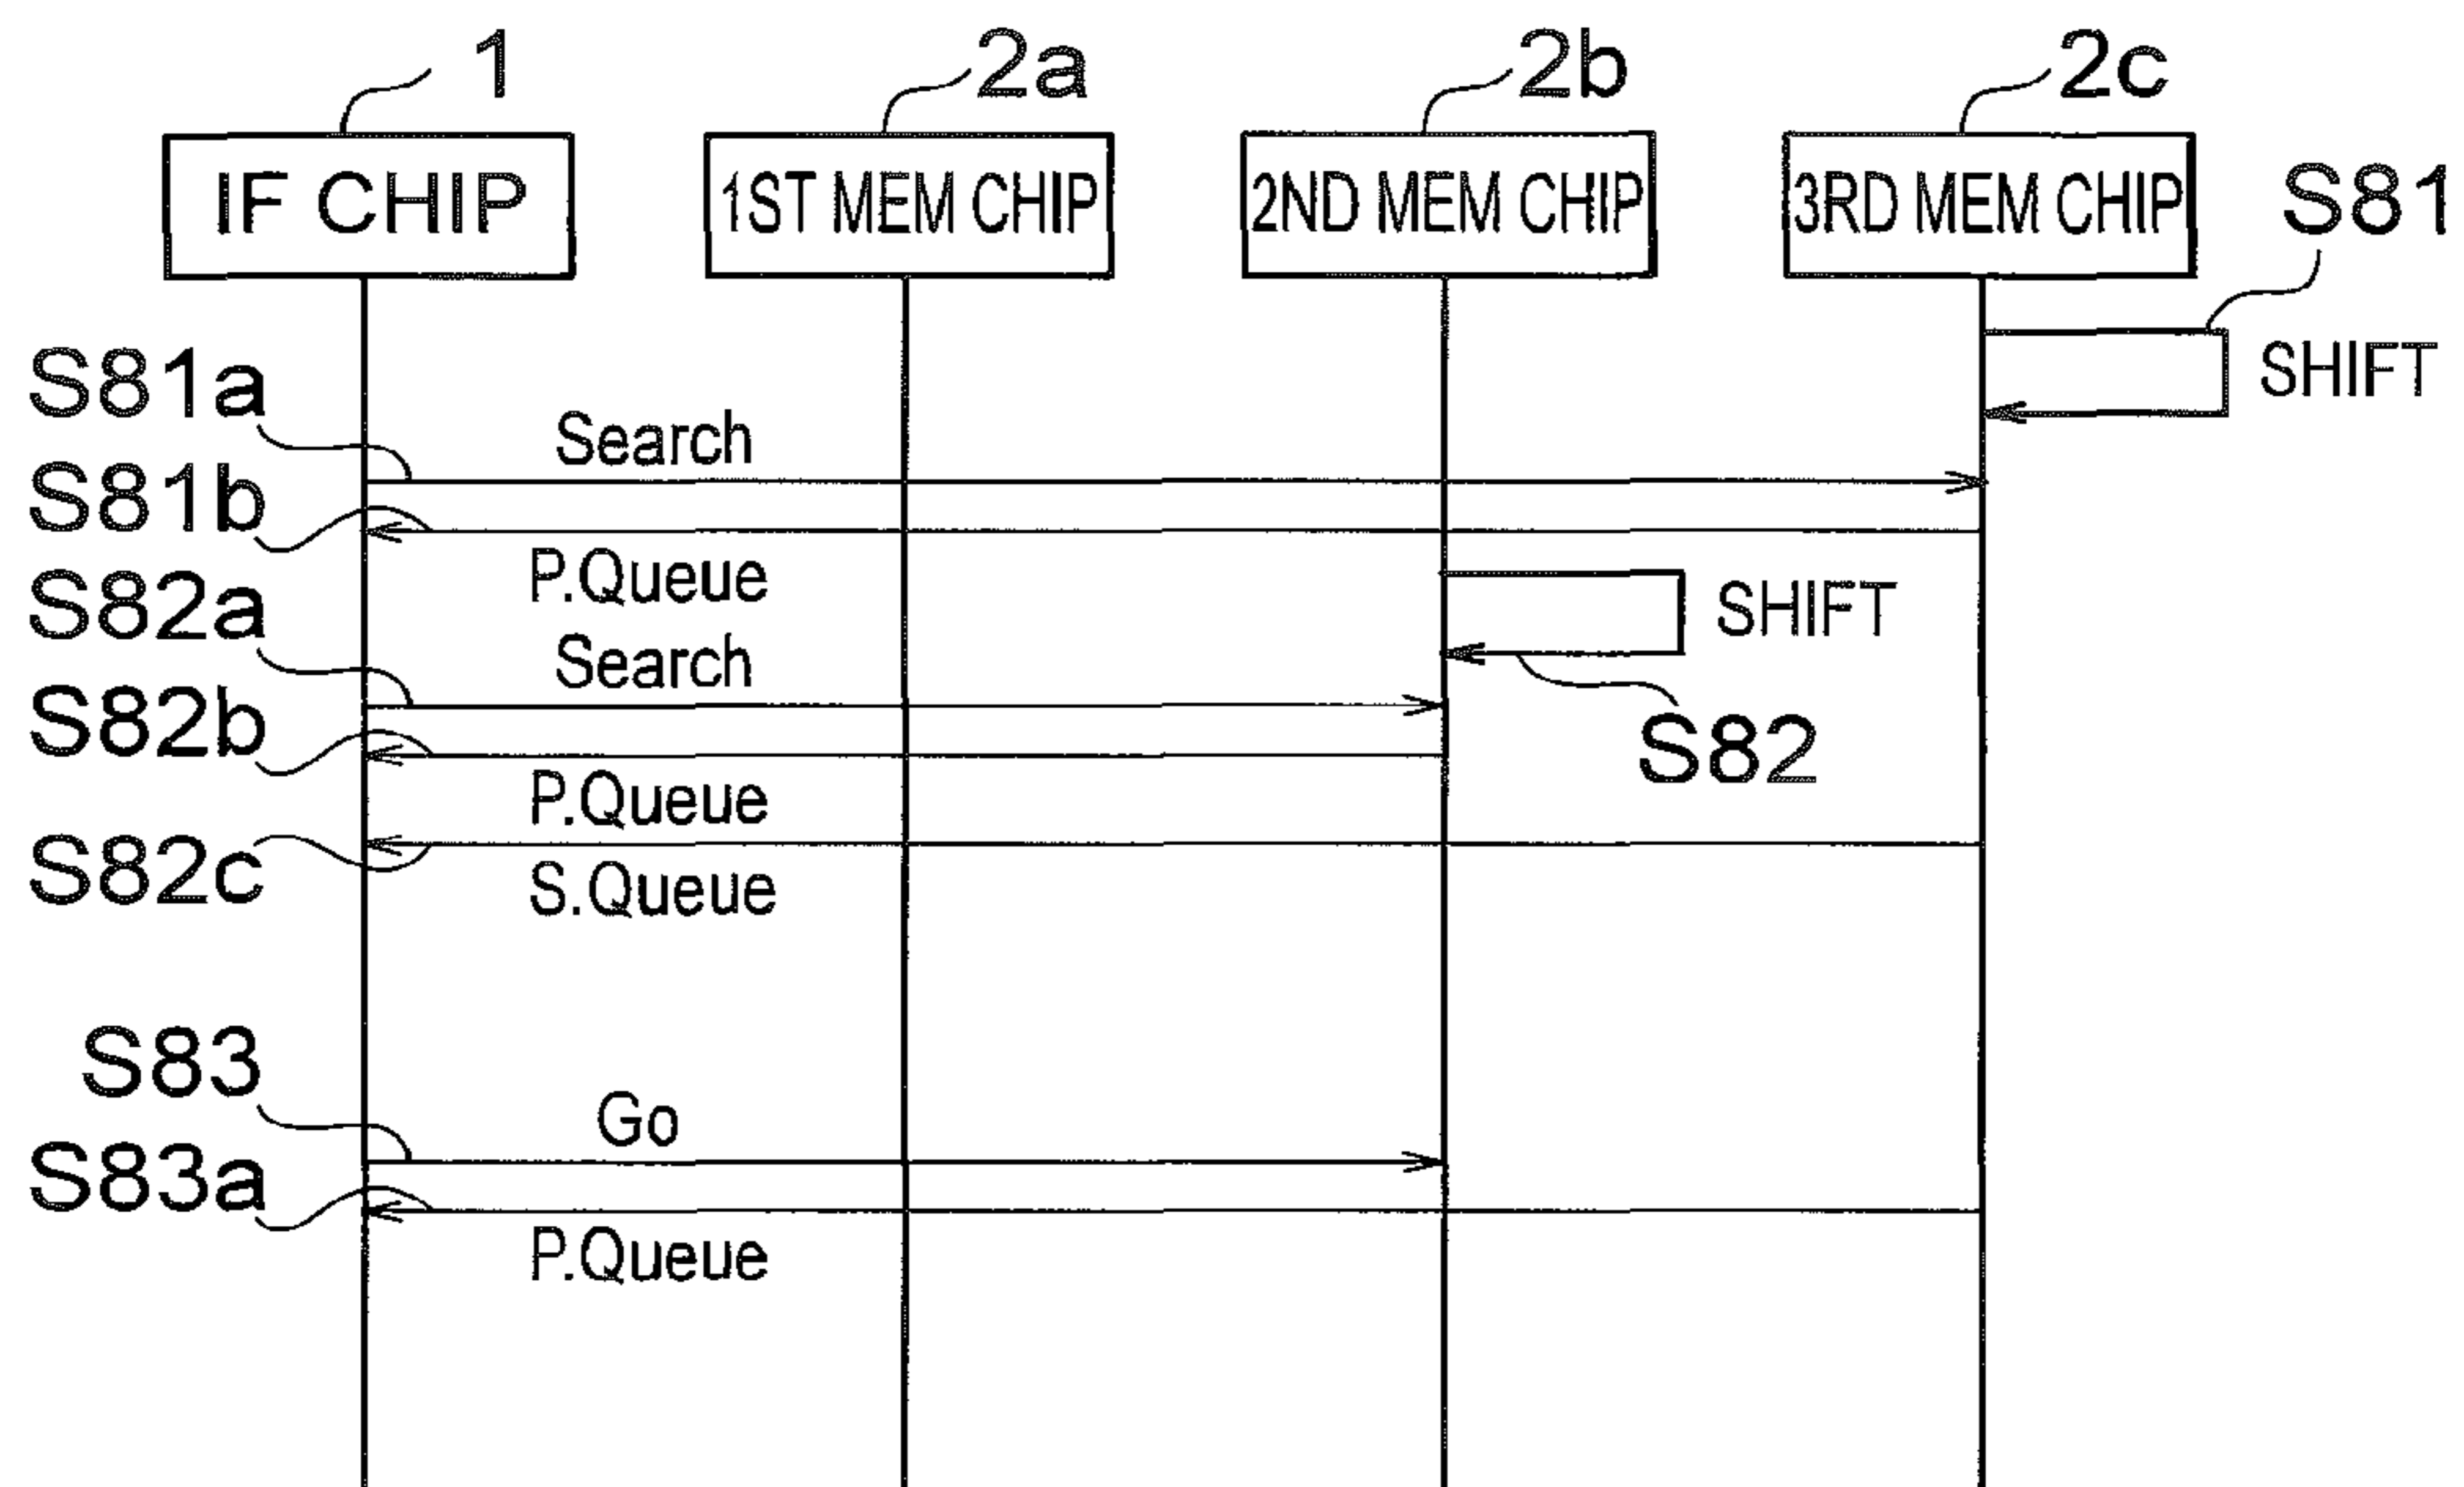 1
2a
2b
2c
IF CHIP
1ST MEM CHIP
2ND MEM CHIP
3RD MEM CHIP
S81
SHIFT
S81a
Search
S81b
P.Queue
SHIFT
S82a
Search
S82b
S82
P.Queue
S82c
S.Queue
S83
Go
S83a
P.Queue